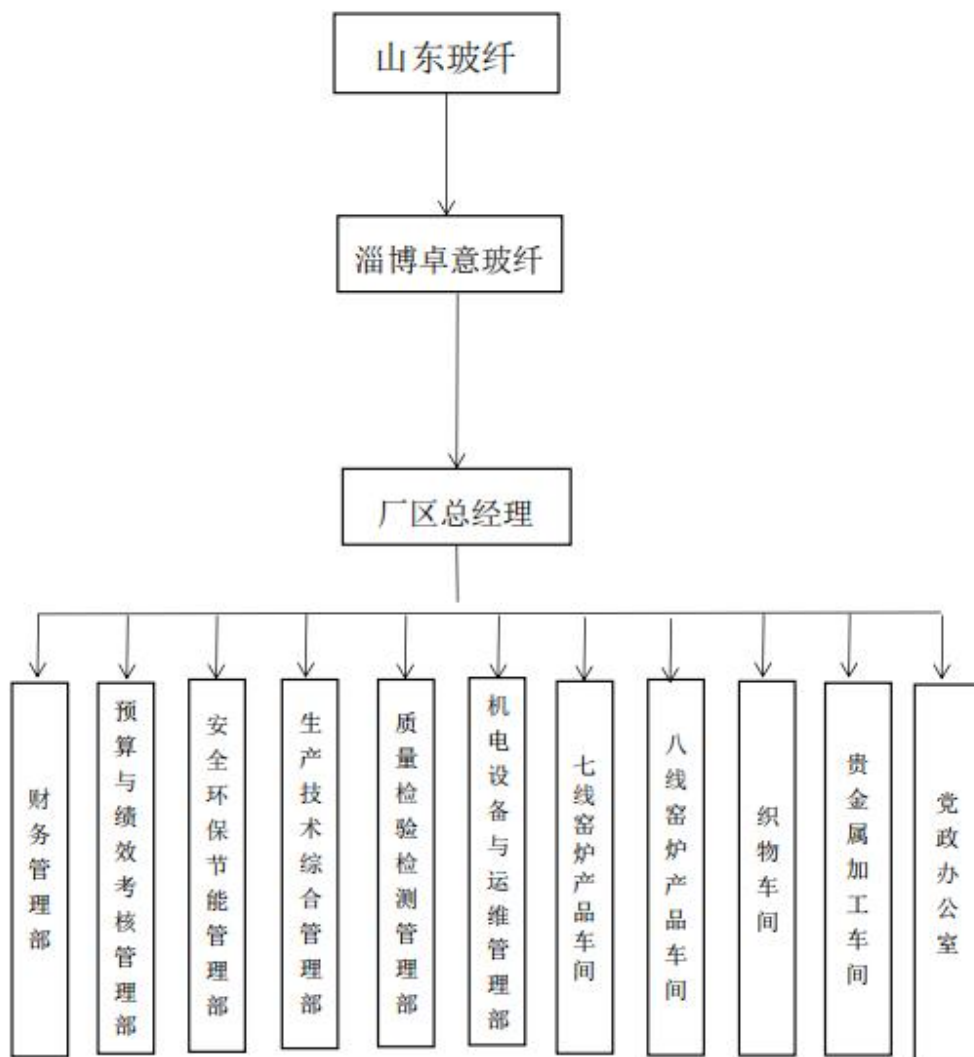 山东玻纤
淄博卓意玻纤
厂区总经理
财务管理部
预算与绩效考核管理部
安全环保节能管理部
生产技术综合管理部
质量检验检测管理部
机电设备与运维管理部
七线窑炉产品车间
八线窑炉产品车间
织物车间
贵金属加工车间
党政办公室